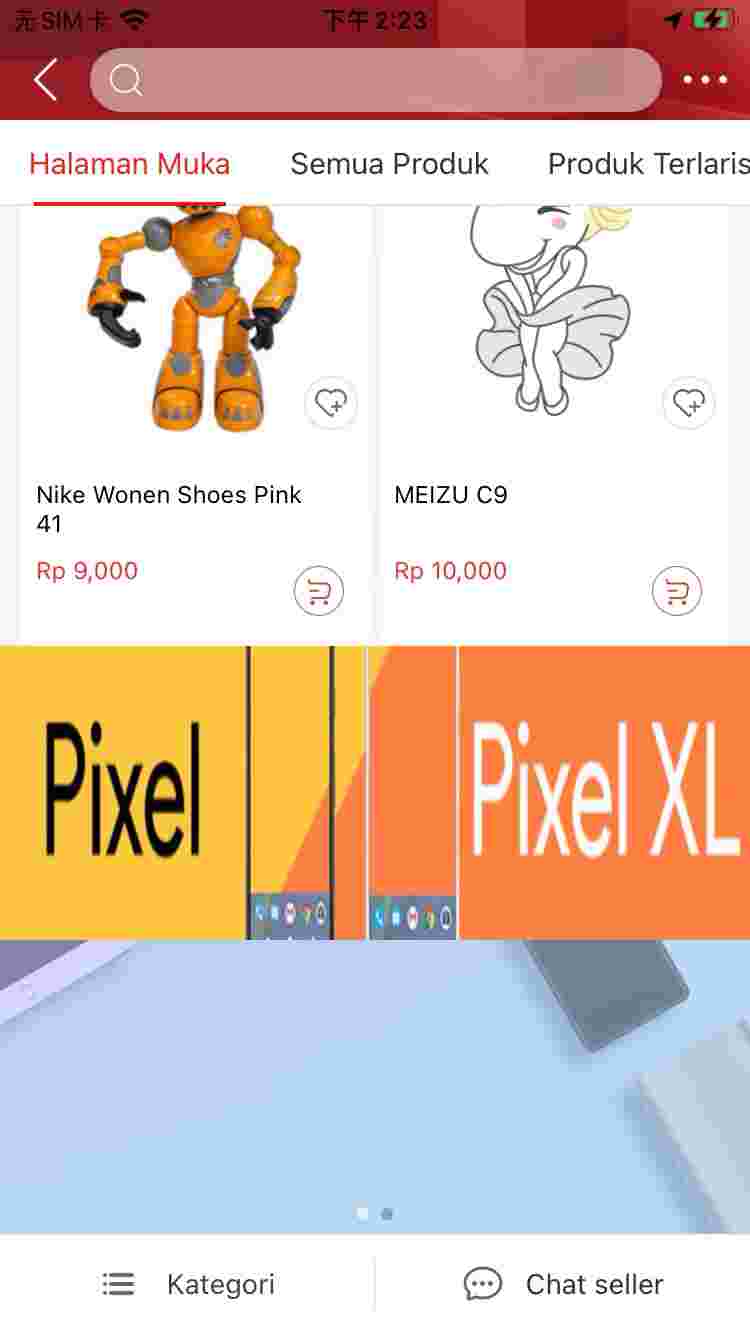 无SIM卡 下午2:23
Halaman Muka Semua Produk Produk Terlaris
Nike Wonen Shoes Pink
41
MEIZU C9
Rp 9,000
Rp 10,000
Pixel
Pixel XL
Kategori
Chat seller